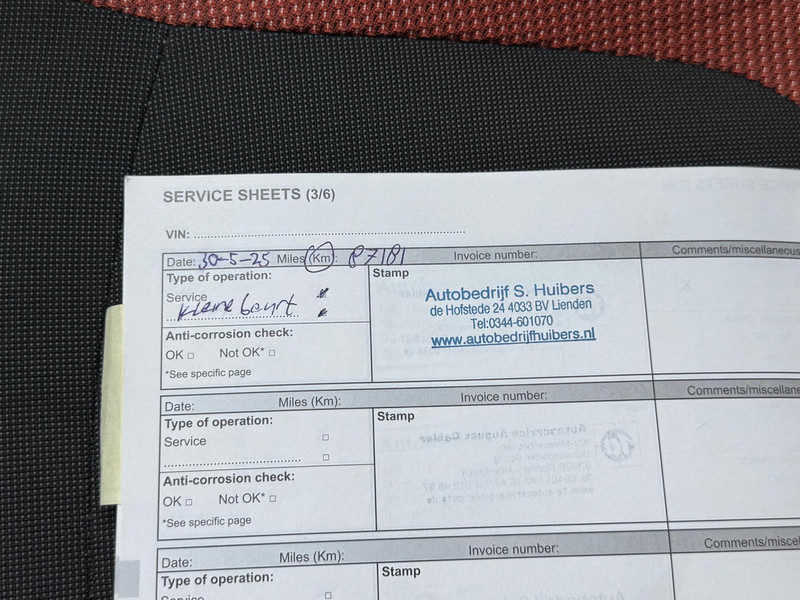 SERVICE SHEETS (3/6)
VIN:
Date: 30-5-25 Miles (Km): 87181 Invoice number: Comments/miscellaneous
Type of operation: Stamp
Service
kleine beurt
Autobedrijf S. Huibers
de Hofstede 24 4033 BV Lienden
Tel:0344-601070
www.autobedrijfhuibers.nl
Anti-corrosion check:
OK □ Not OK* □
*See specific page
Date: Miles (Km): Invoice number: Comments/miscellane
Type of operation: Stamp
Service □
□
Anti-corrosion check:
OK □ Not OK* □
*See specific page
Date: Miles (Km): Invoice number: Comments/miscel
Type of operation: Stamp
Service □